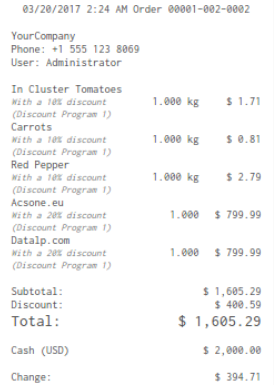 03/20/2017 2:24 AM Order 00001-002-0002
YourCompany
Phone: +1 555 123 8069
User: Administrator
In Cluster Tomatoes
With a 10% discount 1.000 kg $ 1.71
(Discount Program 1)
Carrots
With a 10% discount 1.000 kg $ 0.81
(Discount Program 1)
Red Pepper
With a 10% discount 1.000 kg $ 2.79
(Discount Program 1)
Acsone.eu
With a 20% discount 1.000 $ 799.99
(Discount Program 1)
Datalp.com
With a 20% discount 1.000 $ 799.99
(Discount Program 1)
Subtotal: $ 1,605.29
Discount: $ 400.59
Total: $ 1,605.29
Cash (USD) $ 2,000.00
Change: $ 394.71